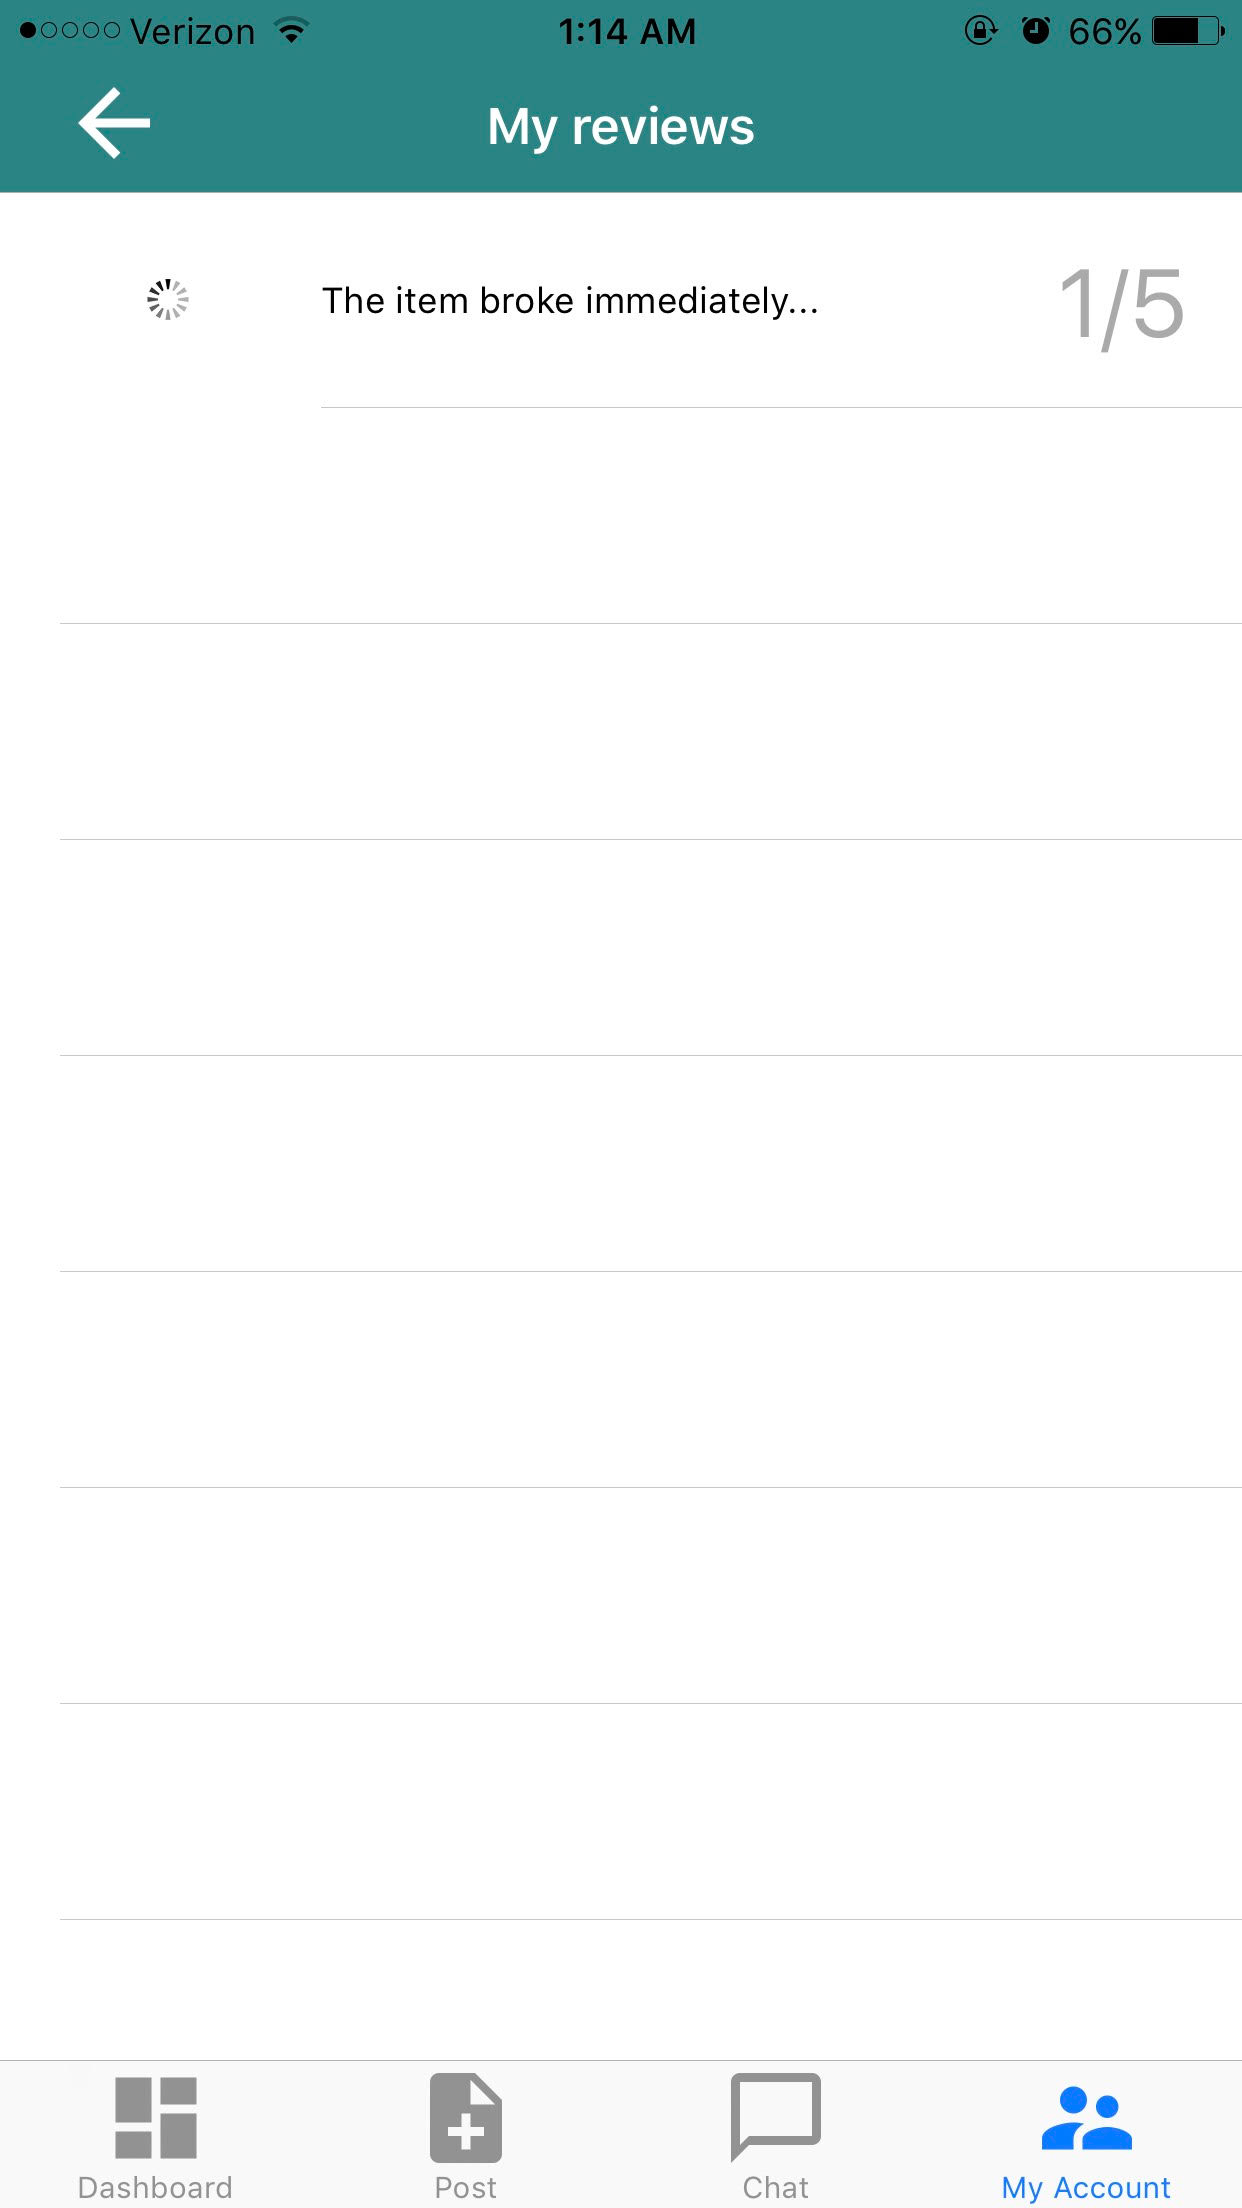 Verizon 1:14 AM 66%
My reviews
The item broke immediately... 1/5
Dashboard Post Chat My Account